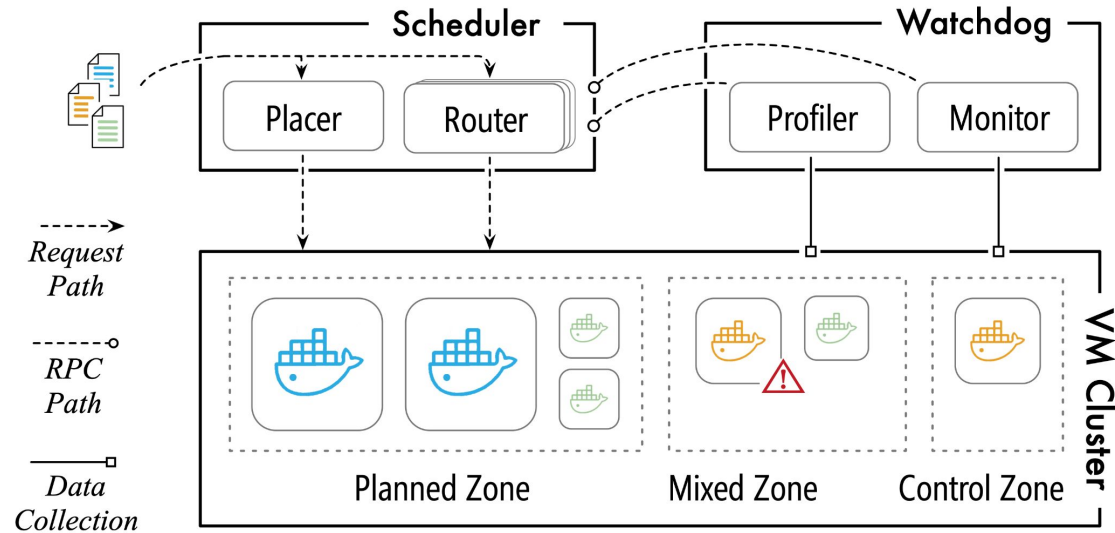 Scheduler
Watchdog
Placer
Router
Profiler
Monitor
Request
Path
RPC
Path
Data
Collection
Planned Zone
Mixed Zone
Control Zone
VM Cluster